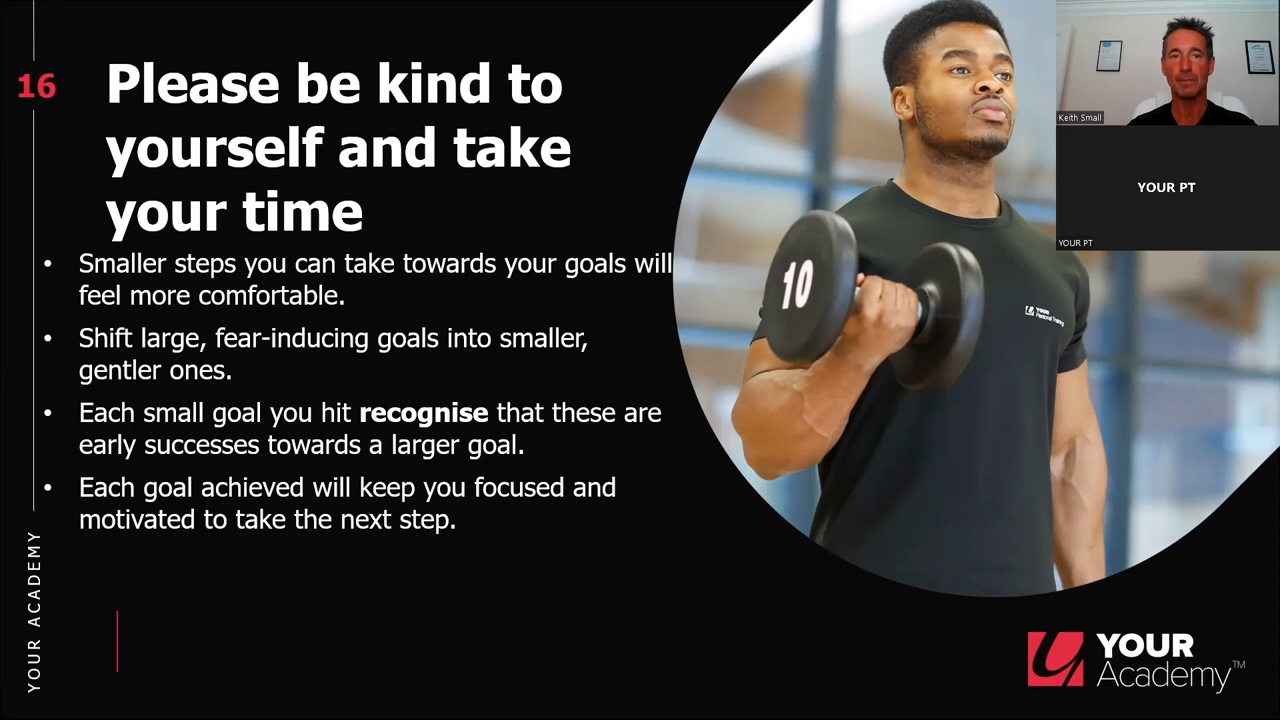 16
Please be kind to
yourself and take
your time
• Smaller steps you can take towards your goals will
feel more comfortable.
• Shift large, fear-inducing goals into smaller,
gentler ones.
• Each small goal you hit recognise that these are
early successes towards a larger goal.
• Each goal achieved will keep you focused and
motivated to take the next step.
YOUR ACADEMY
10
YOUR
Personal Training
Keith Small
YOUR PT
YOUR PT
YOUR
Academy™